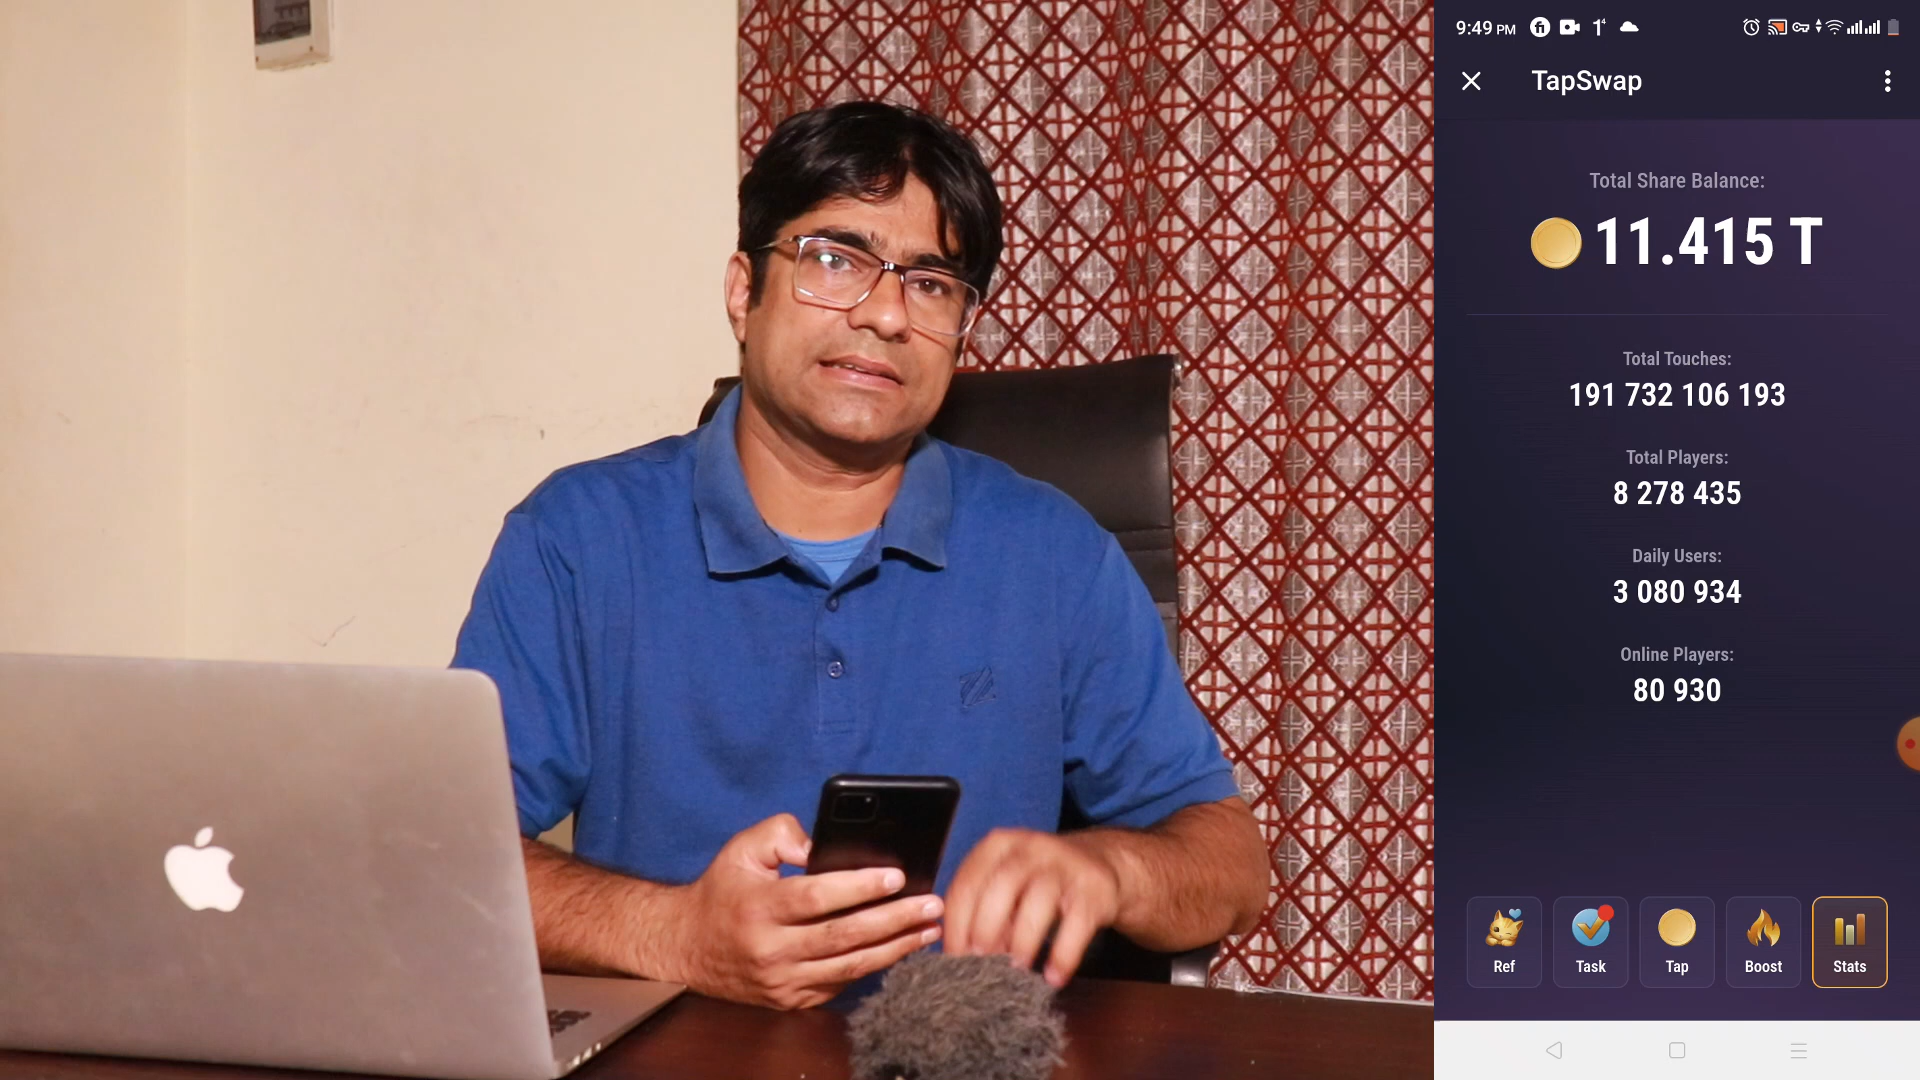 9:49 PM
TapSwap
Total Share Balance:
11.415 T
Total Touches:
191 732 106 193
Total Players:
8 278 435
Daily Users:
3 080 934
Online Players:
80 930
Ref
Task
Tap
Boost
Stats